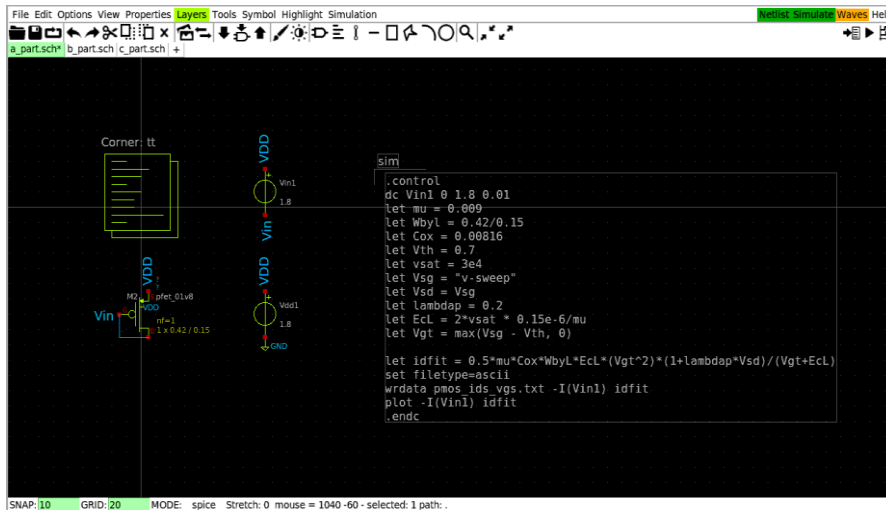 File Edit Options View Properties Layers Tools Symbol Highlight Simulation Netlist Simulate Waves Hel
a_part.sch* b_part.sch c_part.sch +
Corner: tt
VDD
Vin1
1.8
Vin
VDD
M2
pfet_01v8
VDD
Vin
nf=1
1 x 0.42 / 0.15
VDD
Vdd1
1.8
GND
sim
.control
dc Vin1 0 1.8 0.01
let mu = 0.009
let Wbyl = 0.42/0.15
let Cox = 0.00816
let Vth = 0.7
let vsat = 3e4
let Vsg = "v-sweep"
let Vsd = Vsg
let lambdap = 0.2
let EcL = 2*vsat * 0.15e-6/mu
let Vgt = max(Vsg - Vth, 0)
let idfit = 0.5*mu*Cox*WbyL*EcL*(Vgt^2)*(1+lambdap*Vsd)/(Vgt+EcL)
set filetype=ascii
wrdata pmos_ids_vgs.txt -I(Vin1) idfit
plot -I(Vin1) idfit
.endc
SNAP: 10 GRID: 20 MODE: spice Stretch: 0 mouse = 1040 -60 - selected: 1 path: .